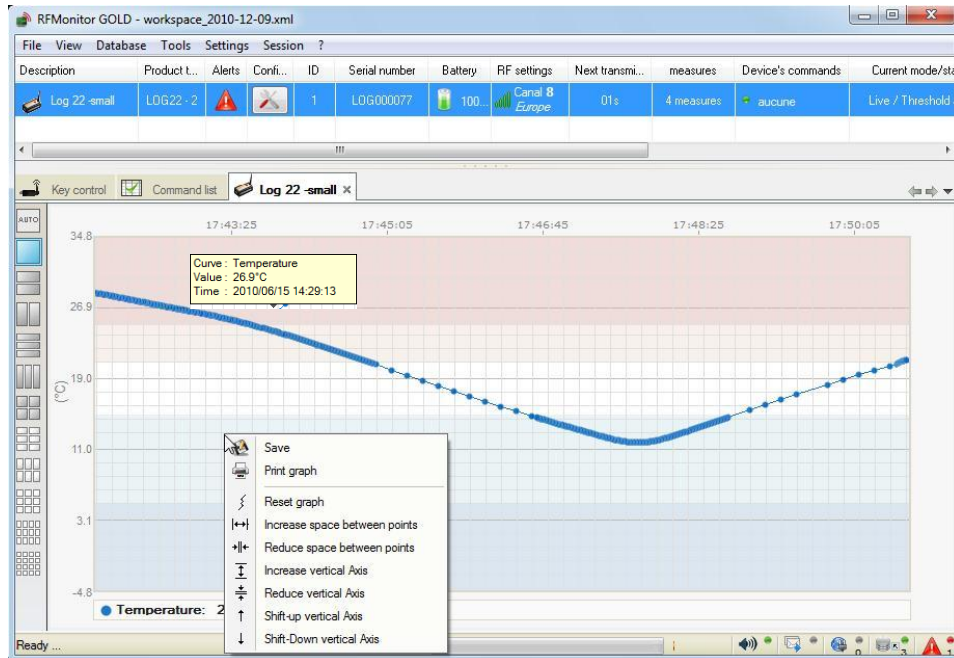 RFMonitor GOLD - workspace_2010-12-09.xml
File View Database Tools Settings Session ?
Description Product t... Alerts Confi... ID Serial number Battery RF settings Next transmi... measures Device's commands Current mode/sta
Log 22 -small LOG22 - 2 1 LOG000077 100... Canal 8 Europe 01s 4 measures aucune Live / Threshold
Key control Command list Log 22 -small
AUTO
17:43:25 17:45:05 17:46:45 17:48:25 17:50:05
34.8
Curve : Temperature
Value : 26.9°C
Time : 2010/06/15 14:29:13
26.9
19.0
(°C)
11.0
3.1
-4.8
Save
Print graph
Reset graph
Increase space between points
Reduce space between points
Increase vertical Axis
Reduce vertical Axis
Shift-up vertical Axis
Shift-Down vertical Axis
Temperature: 2
Ready ...